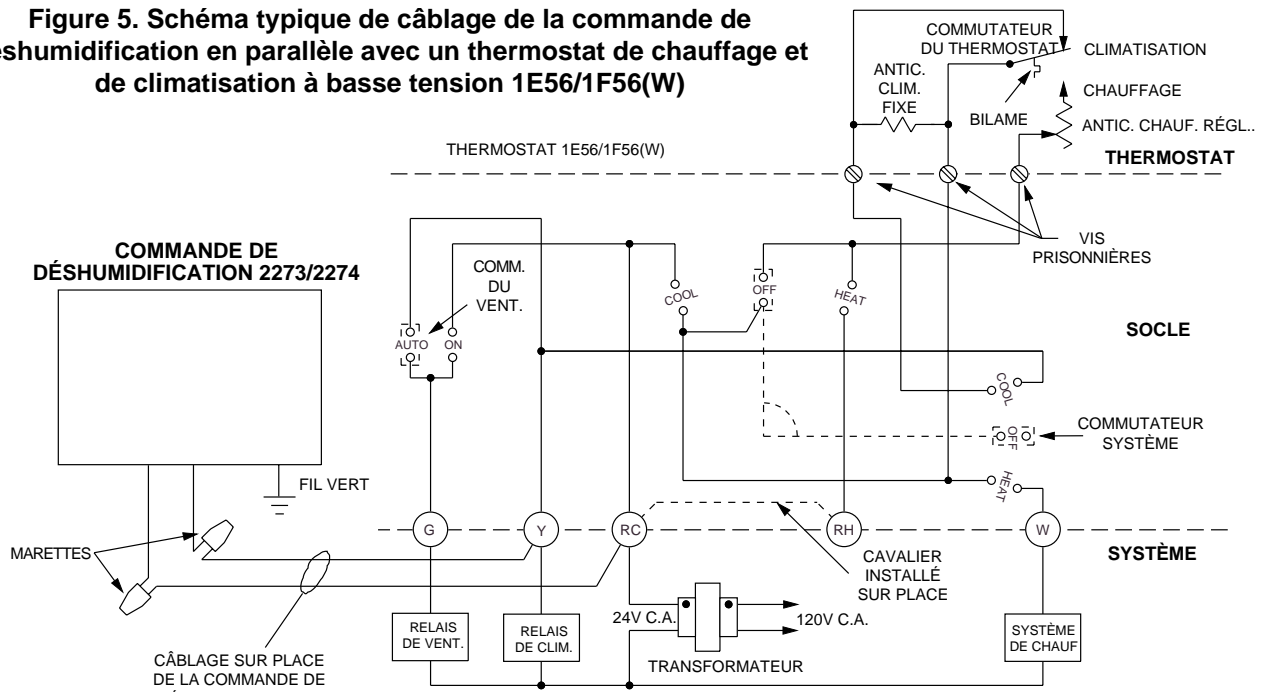 Figure 5. Schéma typique de câblage de la commande de
en parallèle avec un thermostat de chauffage et
de climatisation à basse tension 1E56/1F56(W)
COMMUTATEUR
DU THERMOSTAT
CLIMATISATION
ANTIC.
CLIM.
FIXE
CHAUFFAGE
BILAME
ANTIC. CHAUF. RÉGL..
THERMOSTAT 1E56/1F56(W)
THERMOSTAT
VIS
PRISONNIÈRES
COMMANDE DE
DÉSHUMIDIFICATION 2273/2274
COMM.
DU
VENT.
COOL
OFF
HEAT
AUTO
ON
SOCLE
COOL
OFF
COMMUTATEUR
SYSTÈME
HEAT
FIL VERT
G
Y
RC
RH
W
MARETTES
CAVALIER
INSTALLÉ
SUR PLACE
SYSTÈME
24V C.A.
120V C.A.
RELAIS
DE VENT.
RELAIS
DE CLIM.
SYSTÈME
DE CHAUF
TRANSFORMATEUR
CÂBLAGE SUR PLACE
DE LA COMMANDE DE